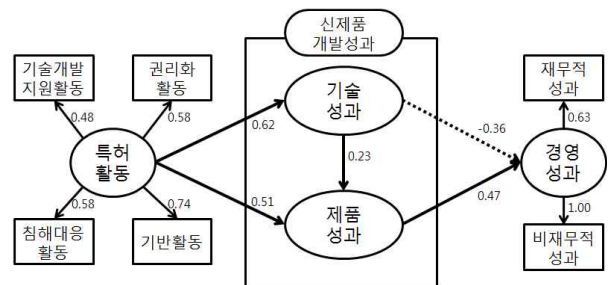 신제품
개발성과
기술개발
지원활동
권리화
활동
기술
성과
재무적
성과
0.48
0.58
0.62
-0.36
0.63
특허
활동
0.23
경영
성과
0.58
0.74
0.51
0.47
1.00
침해대응
활동
기반활동
제품
성과
비재무적
성과